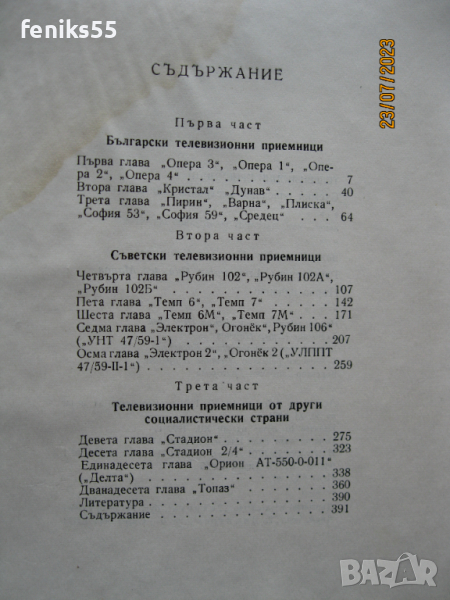 feniks55
23/07/2023
СЪДЪРЖАНИЕ
Първа част
Български телевизионни приемници
Първа глава „Опера 3“, „Опера 1“, „Опе-
ра 2“, „Опера 4“ . . . . . . . . . . . 7
Втора глава „Кристал“ „Дунав“ . . . . 40
Трета глава „Пирин“, „Варна“, „Плиска“,
„София 53“, „София 59“, „Средец“ . . . 64
Втора част
Съветски телевизионни приемници
Четвърта глава „Рубин 102“, „Рубин 102А“,
„Рубин 102Б“ . . . . . . . . . . . 107
Пета глава „Темп 6“, „Темп 7“ . . . . . 142
Шеста глава „Темп 6М“, „Темп 7М“ . . . 171
Седма глава „Электрон“, Огонёк“, Рубин 106“
(„УНТ 47/59-1“) . . . . . . . . . . 207
Осма глава „Электрон 2“, „Огонёк 2 („УЛППТ
47/59-II-1“) . . . . . . . . . . . . 259
Трета част
Телевизионни приемници от други
социалистически страни
Девета глава „Стадион“ . . . . . . . . 275
Десета глава „Стадион 2/4“ . . . . . . 323
Единадесета глава „Орион АТ-550-0-011“
(„Делта“) . . . . . . . . . . . . . 338
Дванадесета глава „Топаз“ . . . . . . 360
Литература . . . . . . . . . . . . . 390
Съдържание . . . . . . . . . . . . . 391
BAZAR